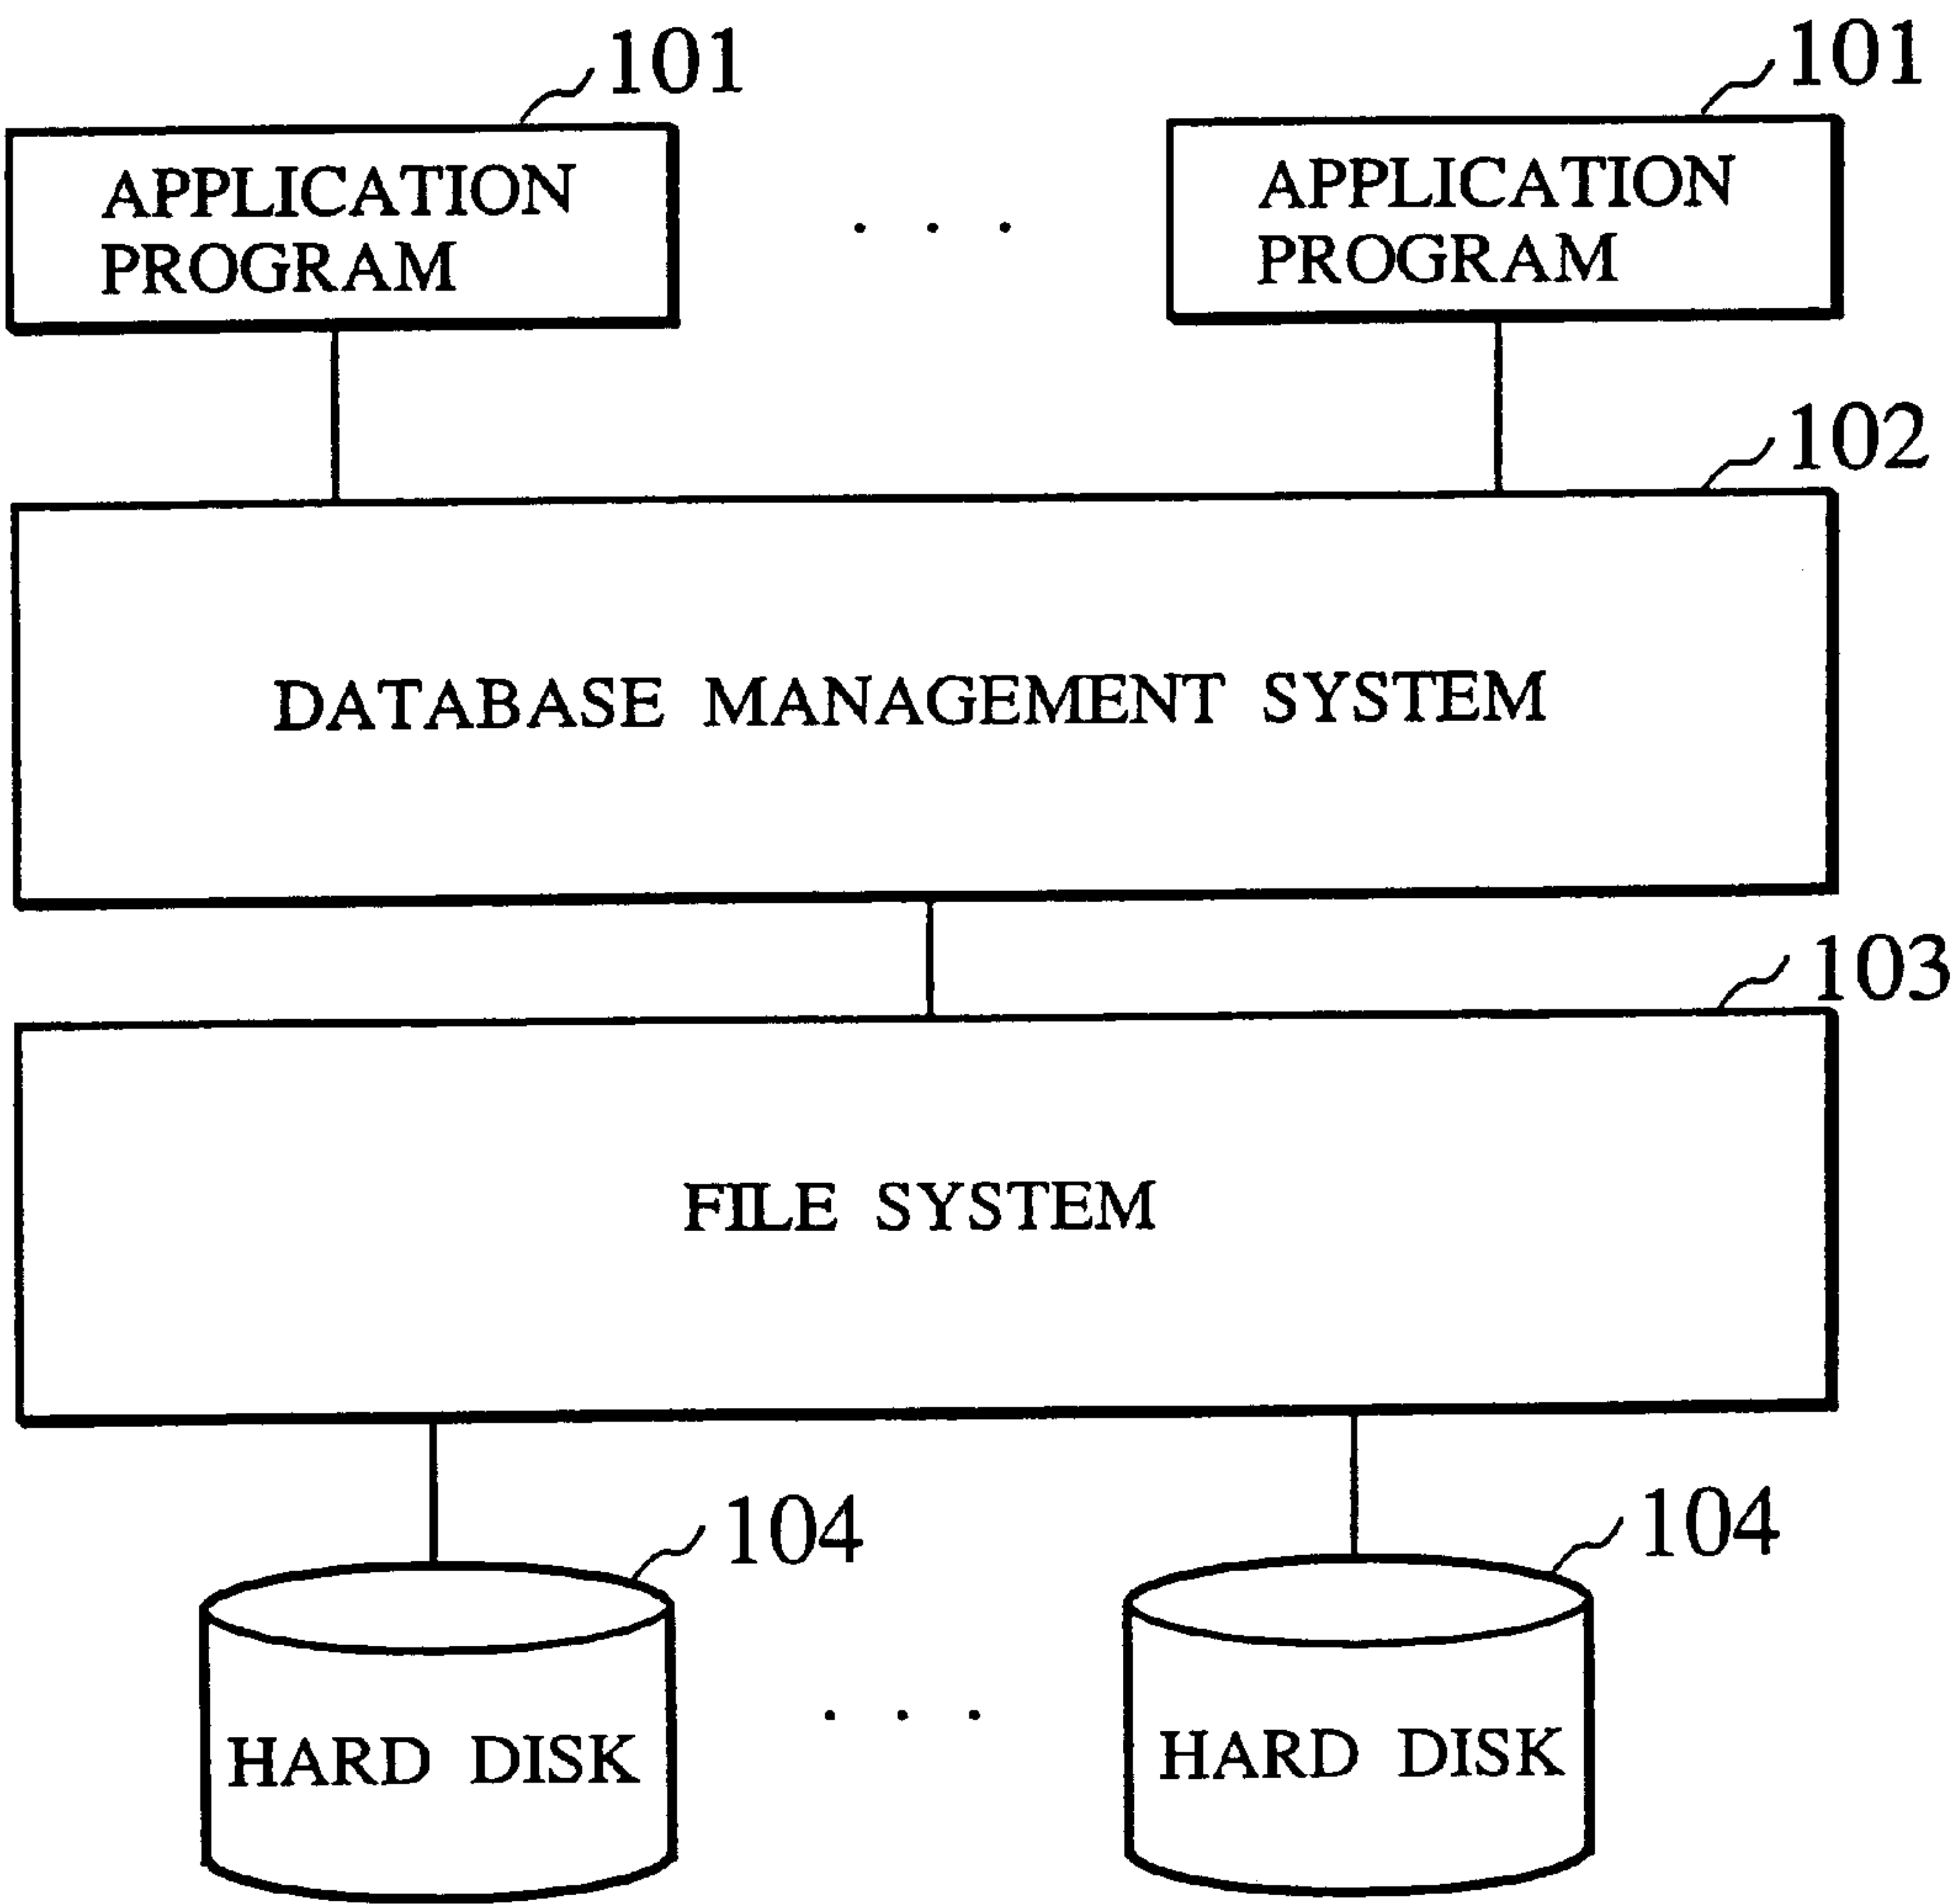 101
101
APPLICATION
PROGRAM
. . .
APPLICATION
PROGRAM
102
DATABASE MANAGEMENT SYSTEM
103
FILE SYSTEM
104
104
HARD DISK
. . .
HARD DISK